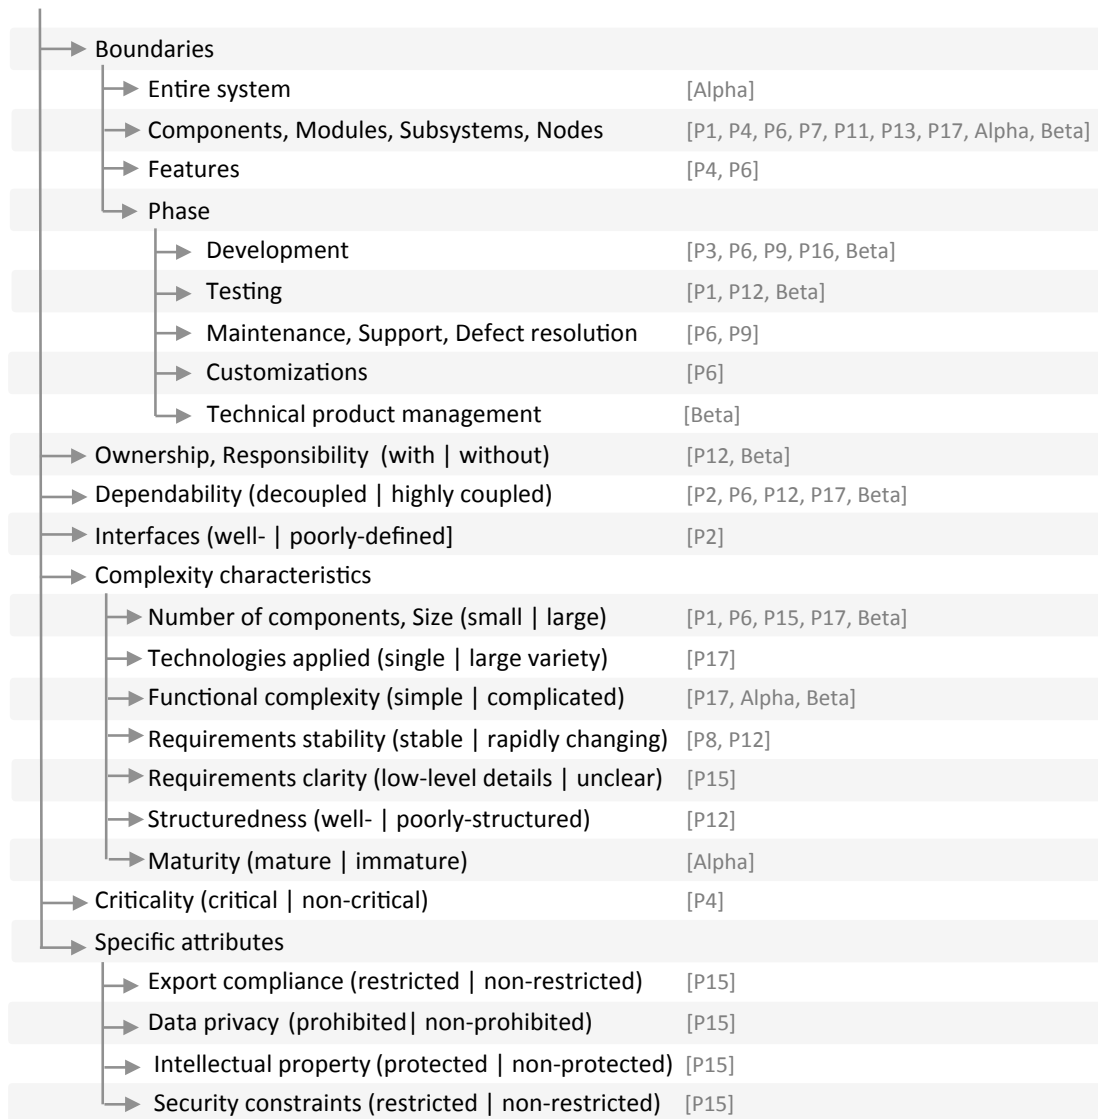 Boundaries
Entire system [Alpha]
Components, Modules, Subsystems, Nodes [P1, P4, P6, P7, P11, P13, P17, Alpha, Beta]
Features [P4, P6]
Phase
Development [P3, P6, P9, P16, Beta]
Testing [P1, P12, Beta]
Maintenance, Support, Defect resolution [P6, P9]
Customizations [P6]
Technical product management [Beta]
Ownership, Responsibility (with | without) [P12, Beta]
Dependability (decoupled | highly coupled) [P2, P6, P12, P17, Beta]
Interfaces (well- | poorly-defined] [P2]
Complexity characteristics
Number of components, Size (small | large) [P1, P6, P15, P17, Beta]
Technologies applied (single | large variety) [P17]
Functional complexity (simple | complicated) [P17, Alpha, Beta]
Requirements stability (stable | rapidly changing) [P8, P12]
Requirements clarity (low-level details | unclear) [P15]
Structuredness (well- | poorly-structured) [P12]
Maturity (mature | immature) [Alpha]
Criticality (critical | non-critical) [P4]
Specific attributes
Export compliance (restricted | non-restricted) [P15]
Data privacy (prohibited| non-prohibited) [P15]
Intellectual property (protected | non-protected) [P15]
Security constraints (restricted | non-restricted) [P15]